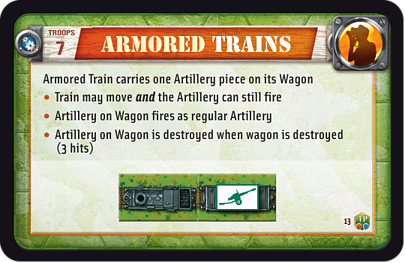 TROOPS
7
ARMORED TRAINS
Armored Train carries one Artillery piece on its Wagon
• Train may move and the Artillery can still fire
• Artillery on Wagon fires as regular Artillery
• Artillery on Wagon is destroyed when wagon is destroyed
(3 hits)
13